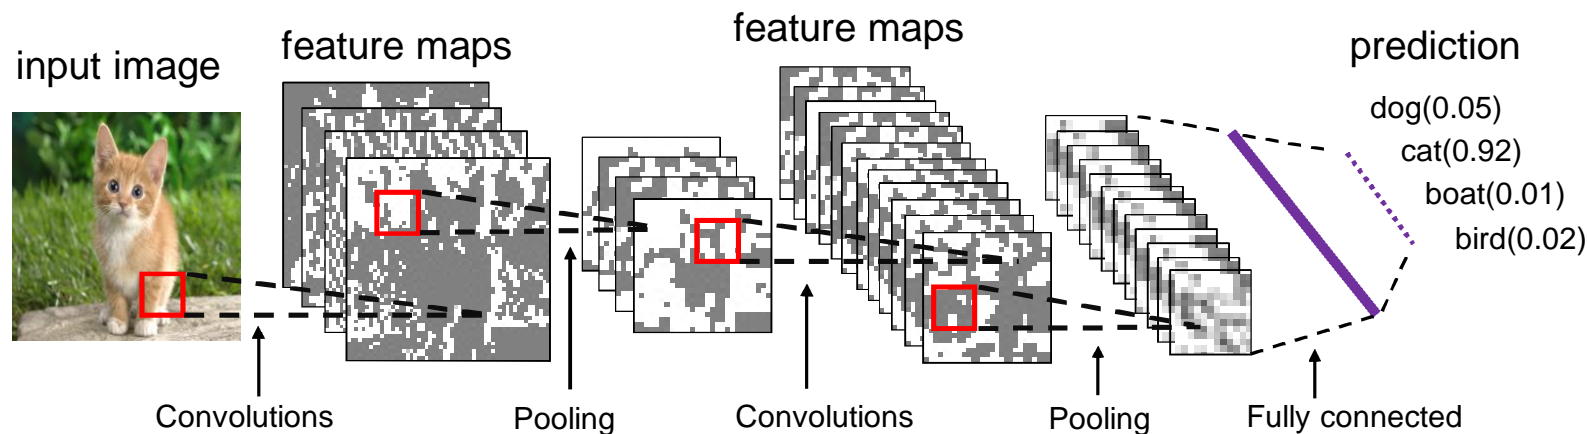 input image
feature maps
feature maps
prediction
dog(0.05)
cat(0.92)
boat(0.01)
bird(0.02)
Convolutions
Pooling
Convolutions
Pooling
Fully connected